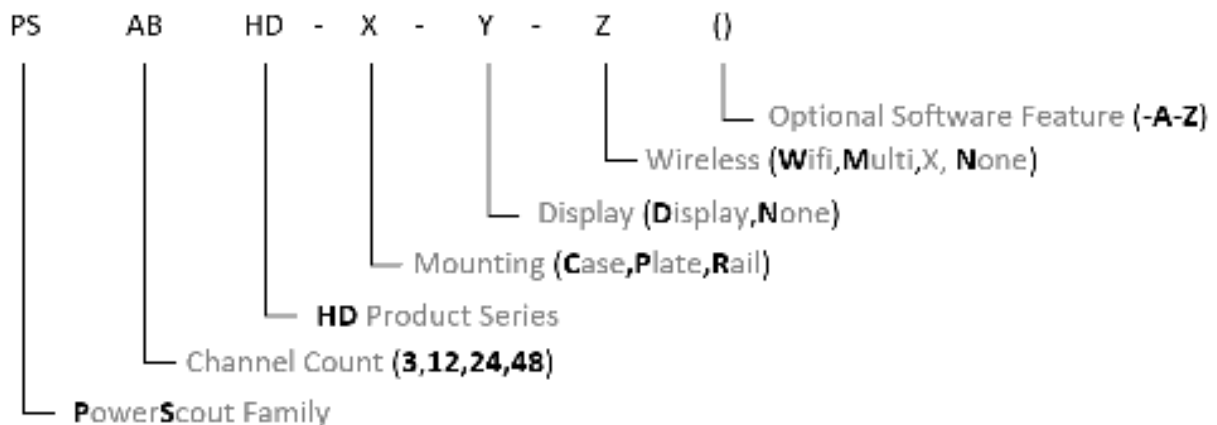 PS AB HD - X - Y - Z ()
Optional Software Feature (-A-Z)
Wireless (Wifi,Multi,X, None)
Display (Display,None)
Mounting (Case,Plate,Rail)
HD Product Series
Channel Count (3,12,24,48)
PowerScout Family